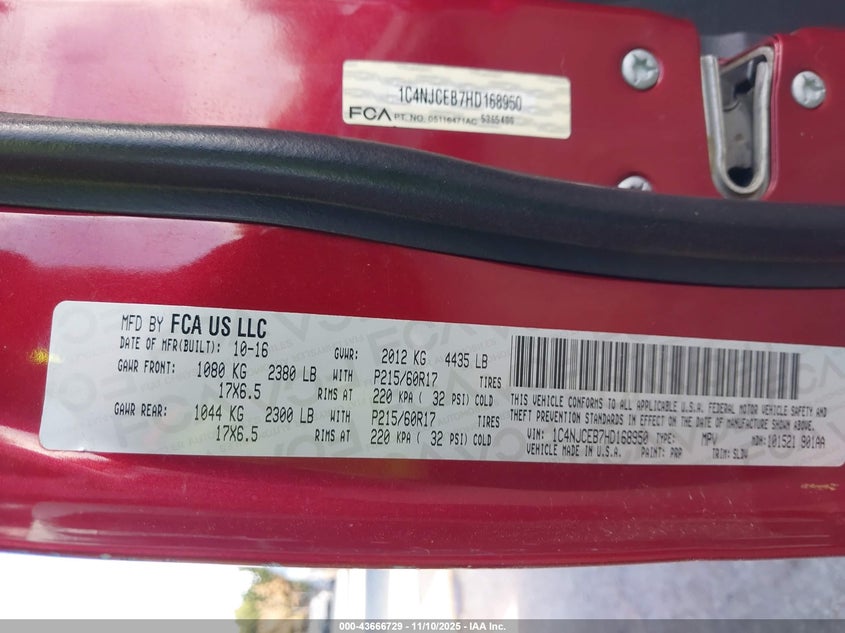 1C4NJCEB7HD168950
FCA PT. NO. 05116471AC 5365400
MFD BY FCA US LLC
DATE OF MFR(BUILT): 10-16 GVWR: 2012 KG 4435 LB
GAWR FRONT: 1080 KG 2380 LB WITH P215/60R17 TIRES
17X6.5 RIMS AT 220 KPA ( 32 PSI) COLD
GAWR REAR: 1044 KG 2300 LB WITH P215/60R17 TIRES
17X6.5 RIMS AT 220 KPA ( 32 PSI) COLD
THIS VEHICLE CONFORMS TO ALL APPLICABLE U.S.A. FEDERAL MOTOR VEHICLE SAFETY AND
THEFT PREVENTION STANDARDS IN EFFECT ON THE DATE OF MANUFACTURE SHOWN ABOVE.
VIN: 1C4NJCEB7HD168950 TYPE: MPV MDH: 101521 901AA
VEHICLE MADE IN U.S.A. PAINT: PRP TRIM: SLDV
000-43666729 — 11/10/2025 — IAA Inc.